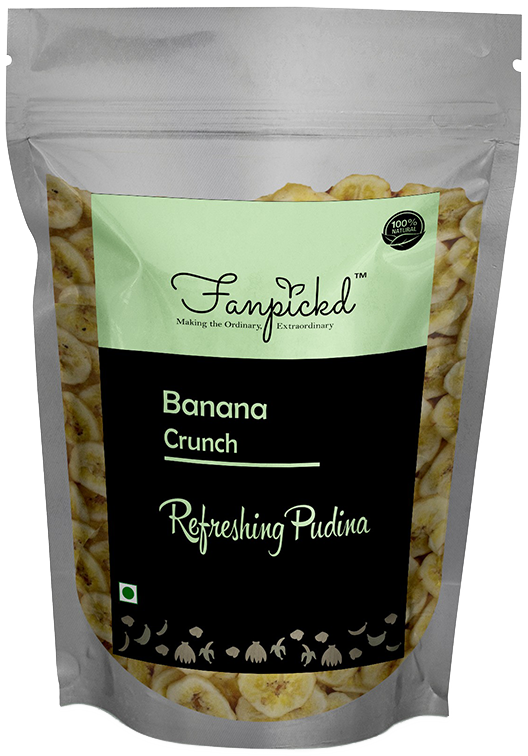 100%
NATURAL
Fanpickd™
Making the Ordinary, Extraordinary
Banana
Crunch
Refreshing Pudina